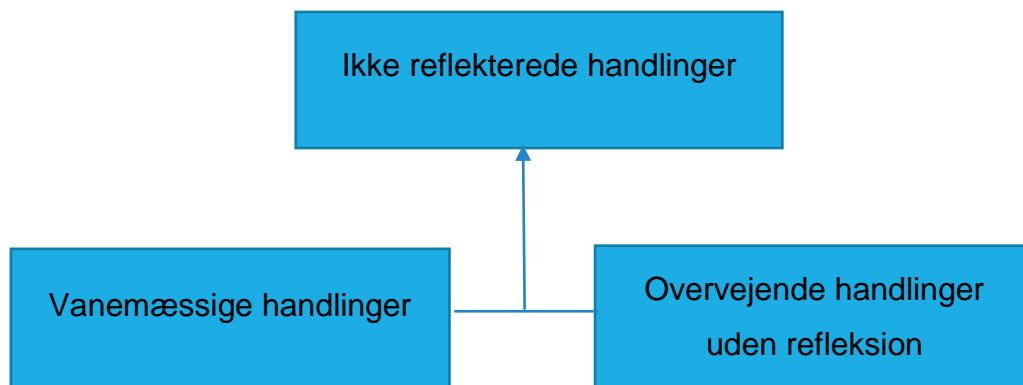 Ikke reflekterede handlinger
Vanemæssige handlinger
Overvejende handlinger
uden refleksion